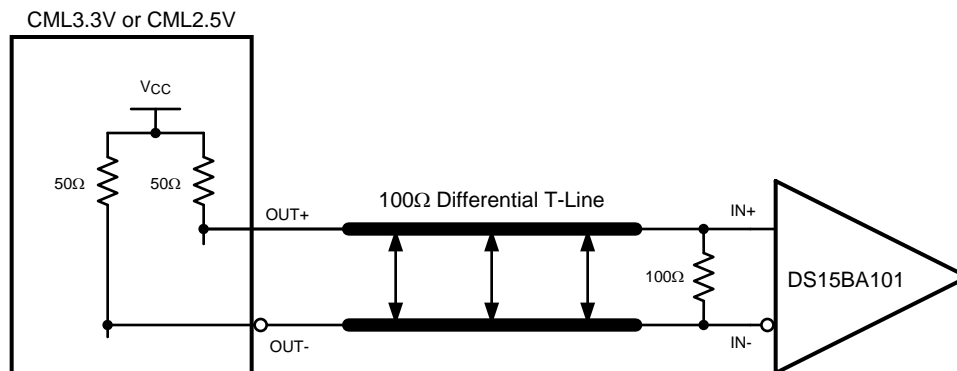 CML3.3V or CML2.5V
VCC
50Ω
50Ω
OUT+
100Ω Differential T-Line
IN+
100Ω
DS15BA101
OUT-
IN-